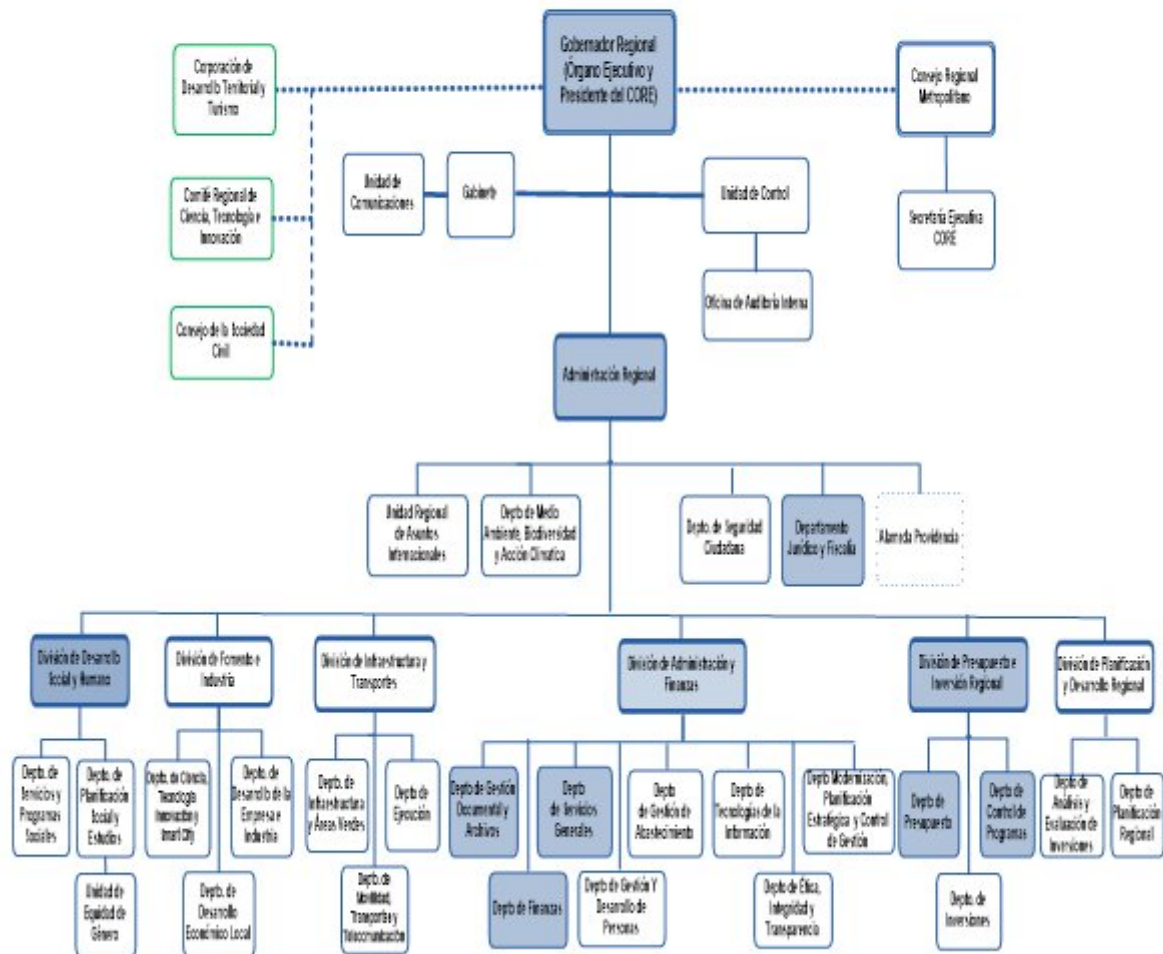 Gobernador Regional
(Órgano Ejecutivo y
Presidente del CORE)
Corporación de
Desarrollo Territorial y
Turismo
Consejo Regional
Metropolitano
Comité Regional de
Ciencia, Tecnología e
Innovación
Unidad de
Comunicaciones
Gabinete
Unidad de Control
Secretaría Ejecutiva
CORE
Oficina de Auditoría Interna
Consejo de la Sociedad
Civil
Administración Regional
Unidad Regional
de Asuntos
Internacionales
Depto de Medio
Ambiente, Biodiversidad
y Acción Climatica
Depto. de Seguridad
Ciudadana
Departamento
Jurídico y Fiscalía
Alameda Providencia
División de Desarrollo
Social y Humano
División de Fomento e
Industria
División de Infraestructura y
Transportes
División de Administración y
Finanzas
División de Presupuesto e
Inversión Regional
División de Planificación
y Desarrollo Regional
Depto. de
Servicios y
Programas
Sociales
Depto. de
Planificación
Social y
Estudios
Depto. de Ciencia,
Tecnología
Innovación y
Smart City
Depto. de
Desarrollo de la
Empresa e
Industria
Depto. de
Infraestructura
y Áreas Verdes
Depto de
Ejecución
Depto de Gestión
Documental y
Archivos
Depto
de Servicios
Generales
Depto
de Gestión de
Abastecimiento
Depto de
Tecnologías de la
Información
Depto Modernización,
Planificación
Estratégica y Control
de Gestión
Depto de
Presupuesto
Depto de
Control de
Programas
Depto de
Análisis y
Evaluación de
Inversiones
Depto de
Planificación
Regional
Unidad de
Equidad de
Género
Depto. de
Desarrollo
Económico Local
Depto. de
Movilidad,
Transporte y
Telecomunicación
Depto de Finanzas
Depto de Gestión Y
Desarrollo de
Personas
Depto de Ética,
Integridad y
Transparencia
Depto. de
Inversiones